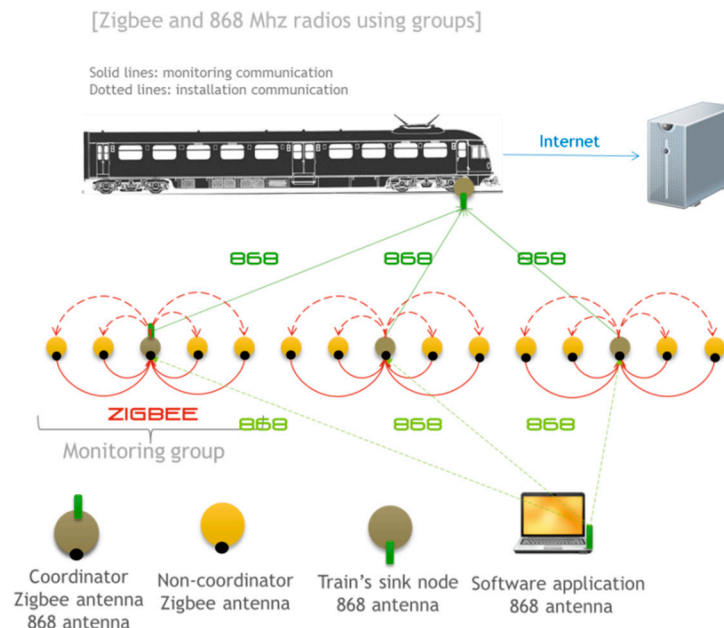 [Zigbee and 868 Mhz radios using groups]
Solid lines: monitoring communication
Dotted lines: installation communication
Internet
868
868
868
ZIGBEE
868
868
868
Monitoring group
Coordinator
Zigbee antenna
868 antenna
Non-coordinator
Zigbee antenna
Train's sink node
868 antenna
Software application
868 antenna